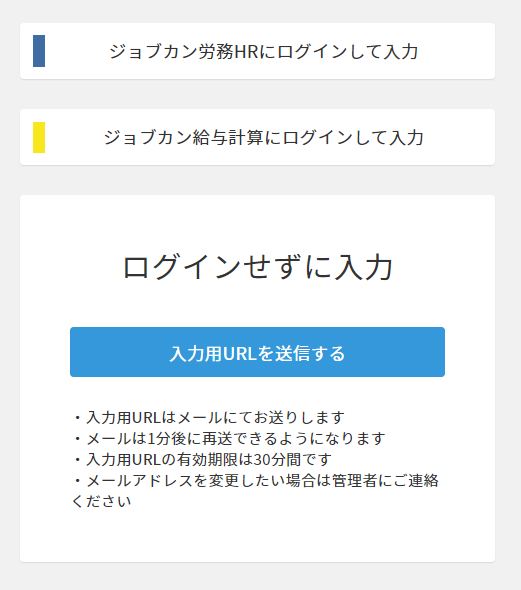 ジョブカン労務HRにログインして入力
ジョブカン給与計算にログインして入力
ログインせずに入力
入力用URLを送信する
・入力用URLはメールにてお送りします
・メールは1分後に再送できるようになります
・入力用URLの有効期限は30分間です
・メールアドレスを変更したい場合は管理者にご連絡
ください